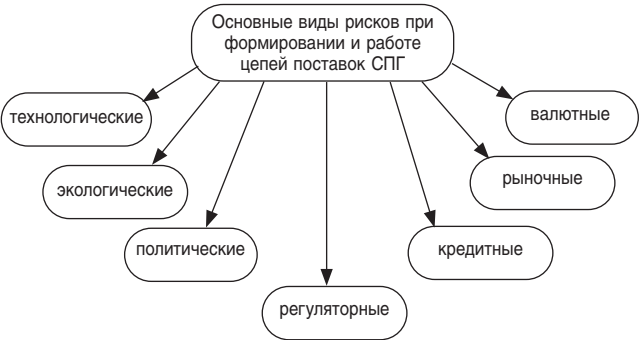 Основные виды рисков при
формировании и работе
цепей поставок СПГ
технологические
валютные
экологические
рыночные
политические
кредитные
регуляторные